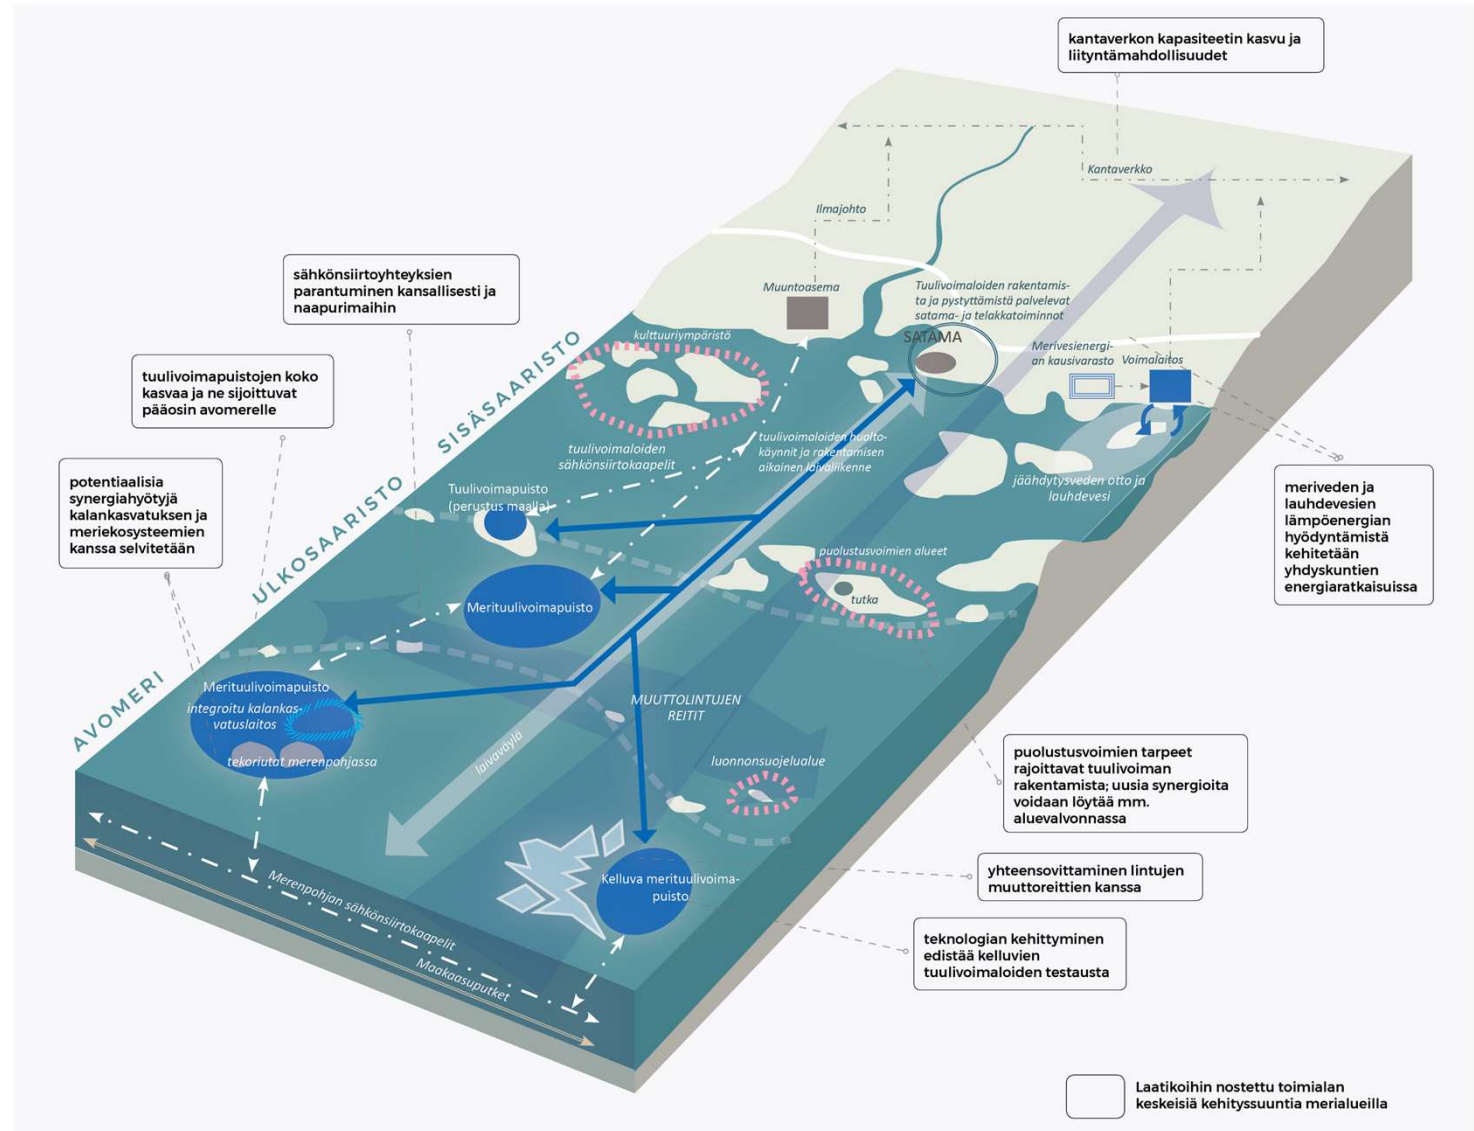 kantaverkon kapasiteetin kasvu ja
liityntämahdollisuudet
Kantaverkko
Ilmajohto
sähkönsiirtoyhteyksien
parantuminen kansallisesti ja
naapurimaihin
Muuntoasema
Tuulivoimaloiden rakentamis-
ta ja pystyttämistä palvelevat
satama- ja telakkatoiminnot
SATAMA
kulttuuriympäristö
Merivesienergi-
an kausivarasto
Voimalaitos
tuulivoimapuistojen koko
kasvaa ja ne sijoittuvat
pääosin avomerelle
SISÄSAARISTO
tuulivoimaloiden
sähkönsiirtokaapelit
tuulivoimaloiden huolto-
käynnit ja rakentamisen
aikainen laivaliikenne
jäähdytysveden otto ja
lauhdevesi
meriveden ja
lauhdevesien
lämpöenergian
hyödyntämistä
kehitetään
yhdyskuntien
energiaratkaisuissa
potentiaalisia
synergiahyötyjä
kalankasvatuksen ja
meriekosysteemien
kanssa selvitetään
Tuulivoimapuisto
(perustus maalla)
ULKOSAARISTO
puolustusvoimien alueet
tutka
Merituulivoimapuisto
AVOMERI
Merituulivoimapuisto
integroitu kalankas-
vatuslaitos
tekoriutat merenpohjassa
MUUTTOLINTUJEN
REITIT
laivaväylä
luonnonsuojelualue
puolustusvoimien tarpeet
rajoittavat tuulivoiman
rakentamista; uusia synergioita
voidaan löytää mm.
aluevalvonnassa
Kelluva merituulivoima-
puisto
yhteensovittaminen lintujen
muuttoreittien kanssa
teknologian kehittyminen
edistää kelluvien
tuulivoimaloiden testausta
Merenpohjan sähkönsiirtokaapelit
Maakaasuputket
Laatikoihin nostettu toimialan
keskeisiä kehityssuuntia merialueilla